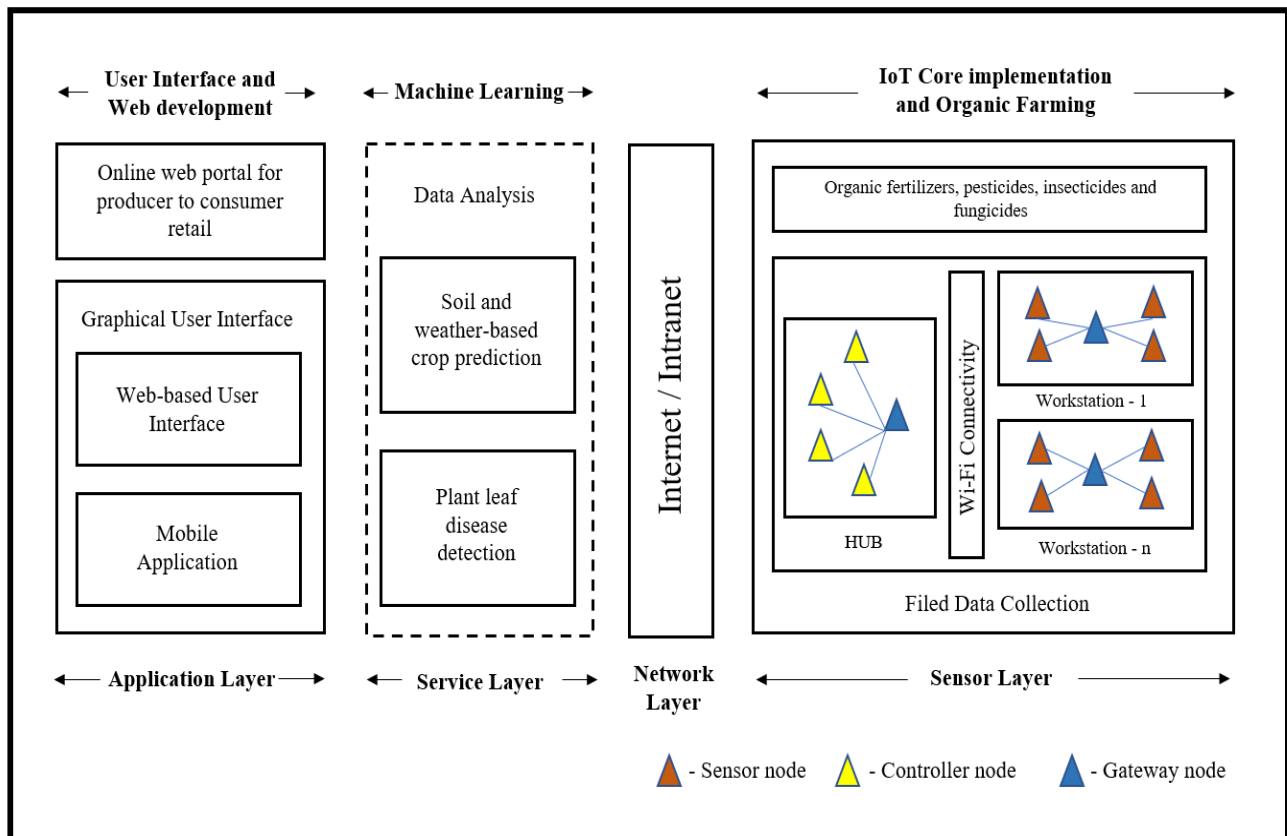 User Interface and
Web development
Machine Learning
IoT Core implementation
and Organic Farming
Online web portal for
producer to consumer
retail
Graphical User Interface
Web-based User
Interface
Mobile
Application
Data Analysis
Soil and
weather-based
crop prediction
Plant leaf
disease
detection
Internet / Intranet
Organic fertilizers, pesticides, insecticides and
fungicides
HUB
Wi-Fi Connectivity
Workstation - 1
Workstation - n
Filed Data Collection
Application Layer
Service Layer
Network
Layer
Sensor Layer
- Sensor node
- Controller node
- Gateway node